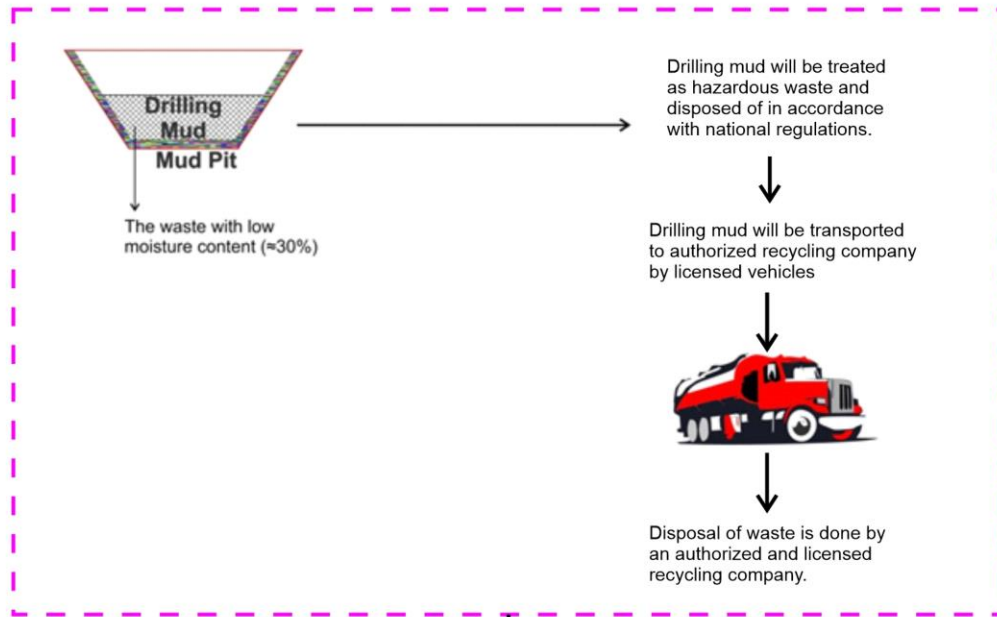 Drilling
Mud
Mud Pit
The waste with low
moisture content (≈30%)
Drilling mud will be treated
as hazardous waste and
disposed of in accordance
with national regulations.
Drilling mud will be transported
to authorized recycling company
by licensed vehicles
Disposal of waste is done by
an authorized and licensed
recycling company.